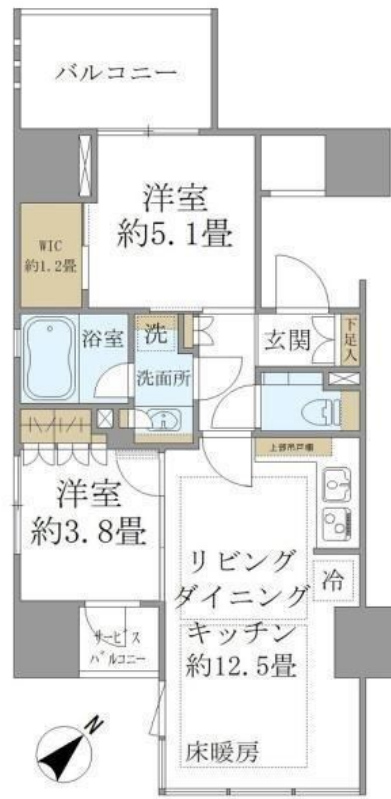 バルコニー
洋室
約5.1畳
WIC
約1.2畳
浴室
洗
洗面所
玄関
下足入
上部吊戸棚
洋室
約3.8畳
リビング
ダイニング
キッチン
約12.5畳
冷
サービス
バルコニー
床暖房
N